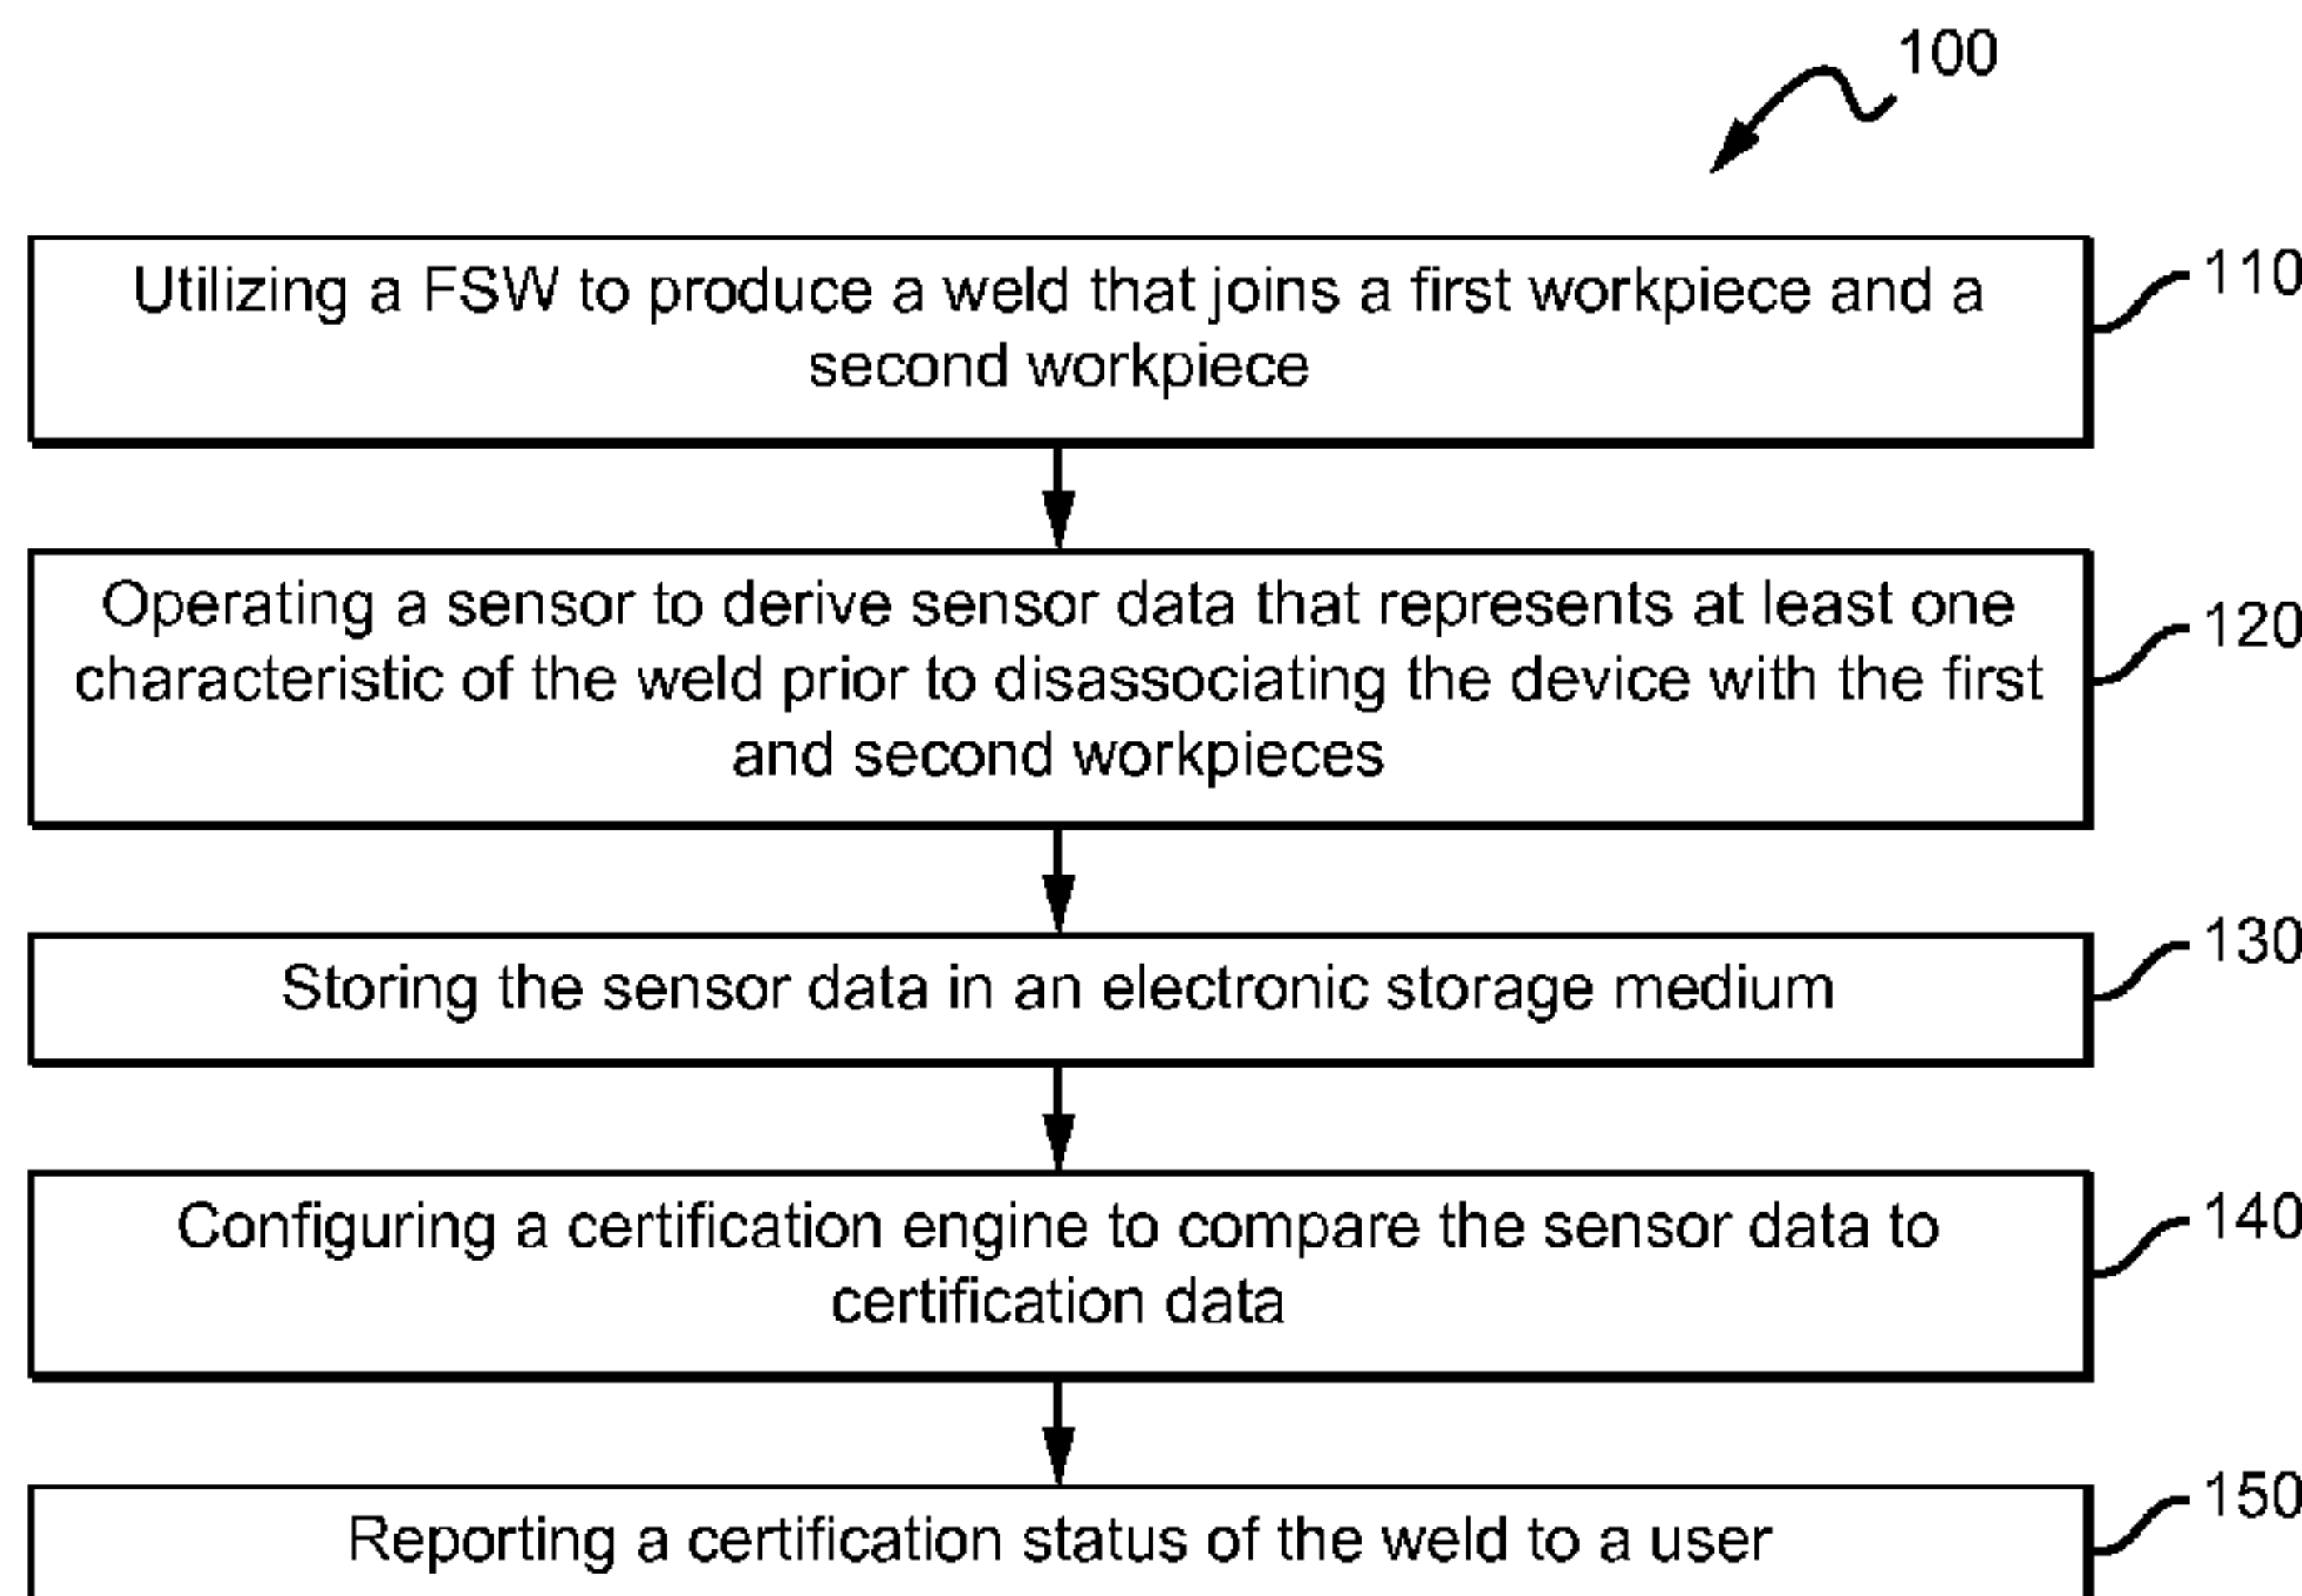 100
Utilizing a FSW to produce a weld that joins a first workpiece and a
second workpiece
110
Operating a sensor to derive sensor data that represents at least one
characteristic of the weld prior to disassociating the device with the first
and second workpieces
120
Storing the sensor data in an electronic storage medium
130
Configuring a certification engine to compare the sensor data to
certification data
140
Reporting a certification status of the weld to a user
150